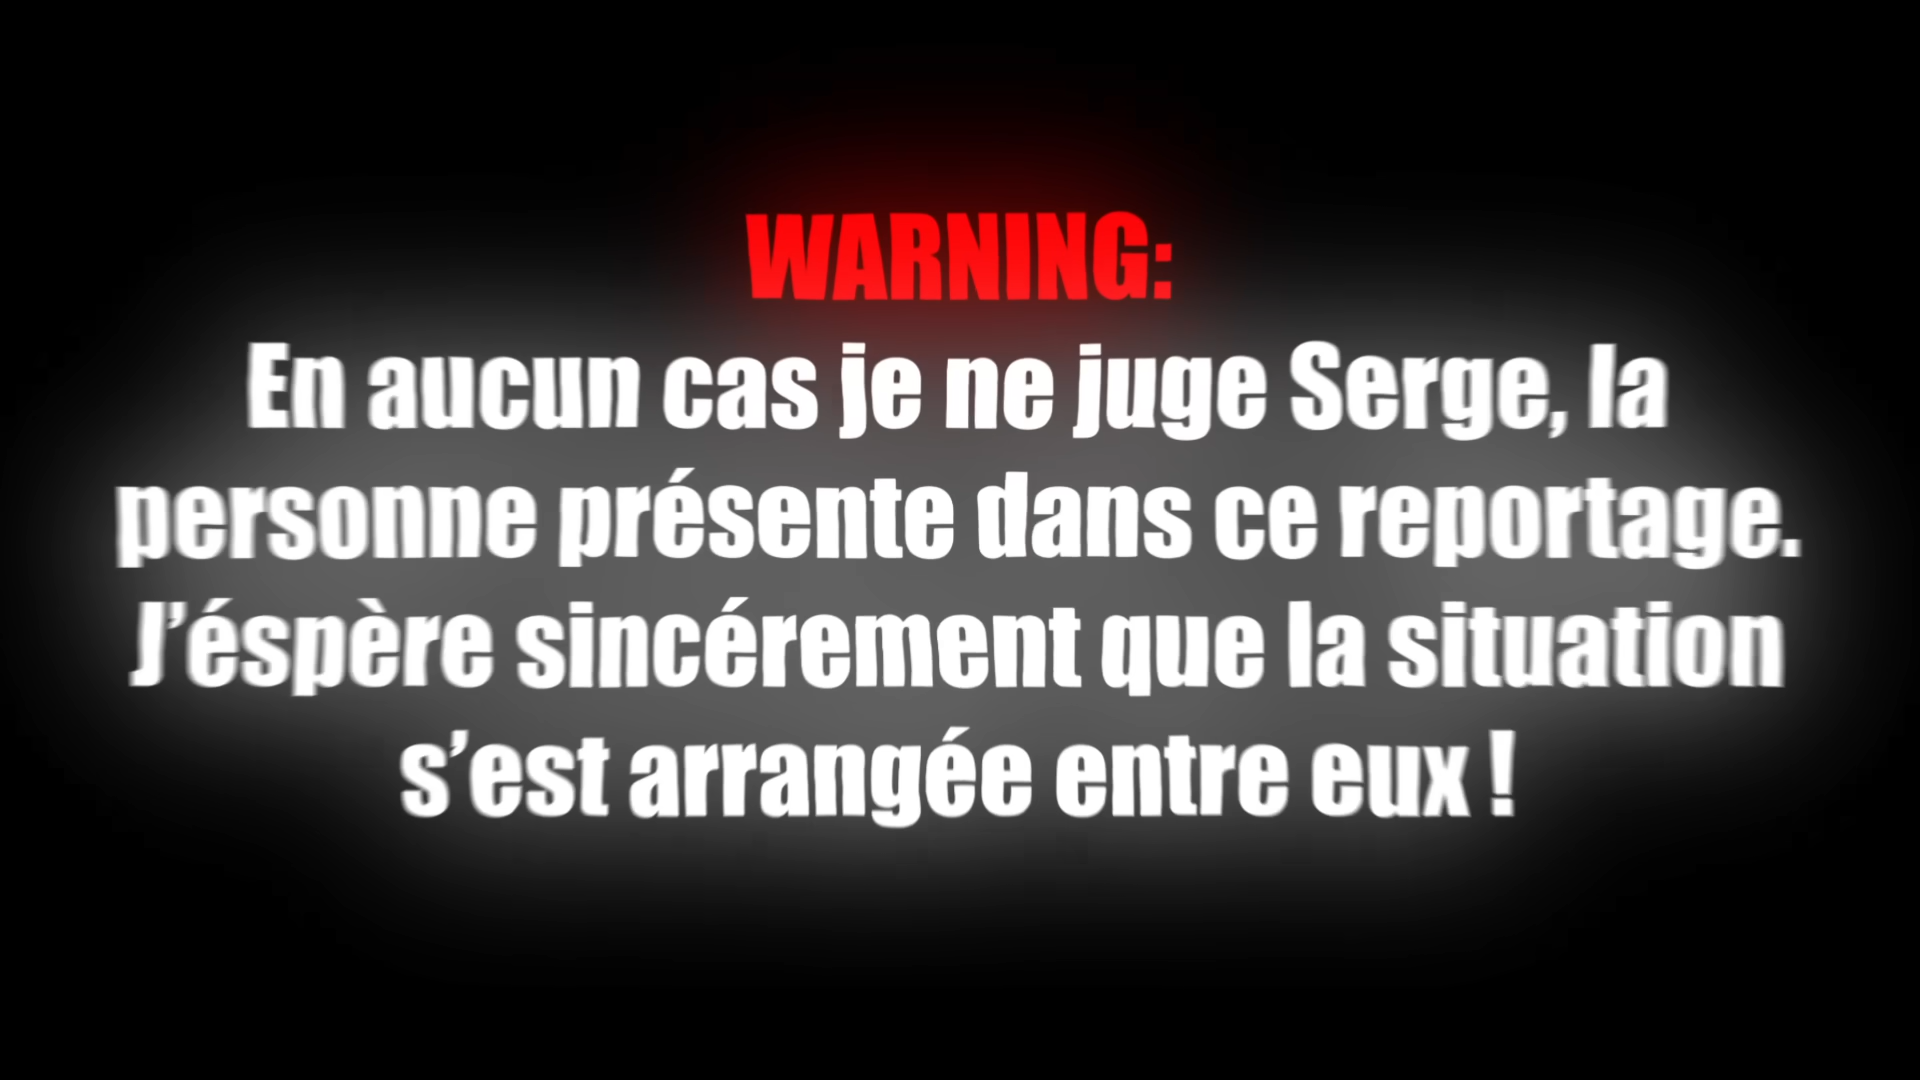 WARNING:
En aucun cas je ne juge Serge, la
personne présente dans ce reportage.
J’éspère sincérement que la situation
s’est arrangée entre eux !